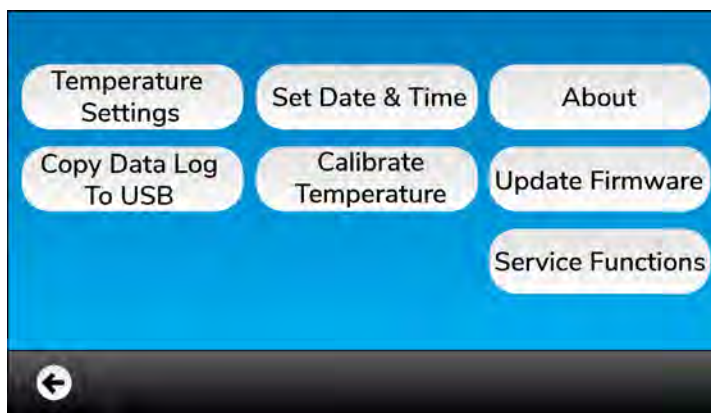 Temperature
Settings
Set Date & Time
About
Copy Data Log
To USB
Calibrate
Temperature
Update Firmware
Service Functions